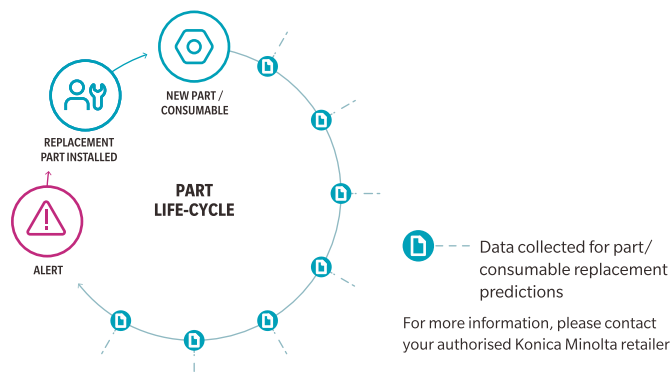 NEW PART /
CONSUMABLE
REPLACEMENT
PART INSTALLED
PART
LIFE-CYCLE
ALERT
Data collected for part/
consumable replacement
predictions
For more information, please contact
your authorised Konica Minolta retailer